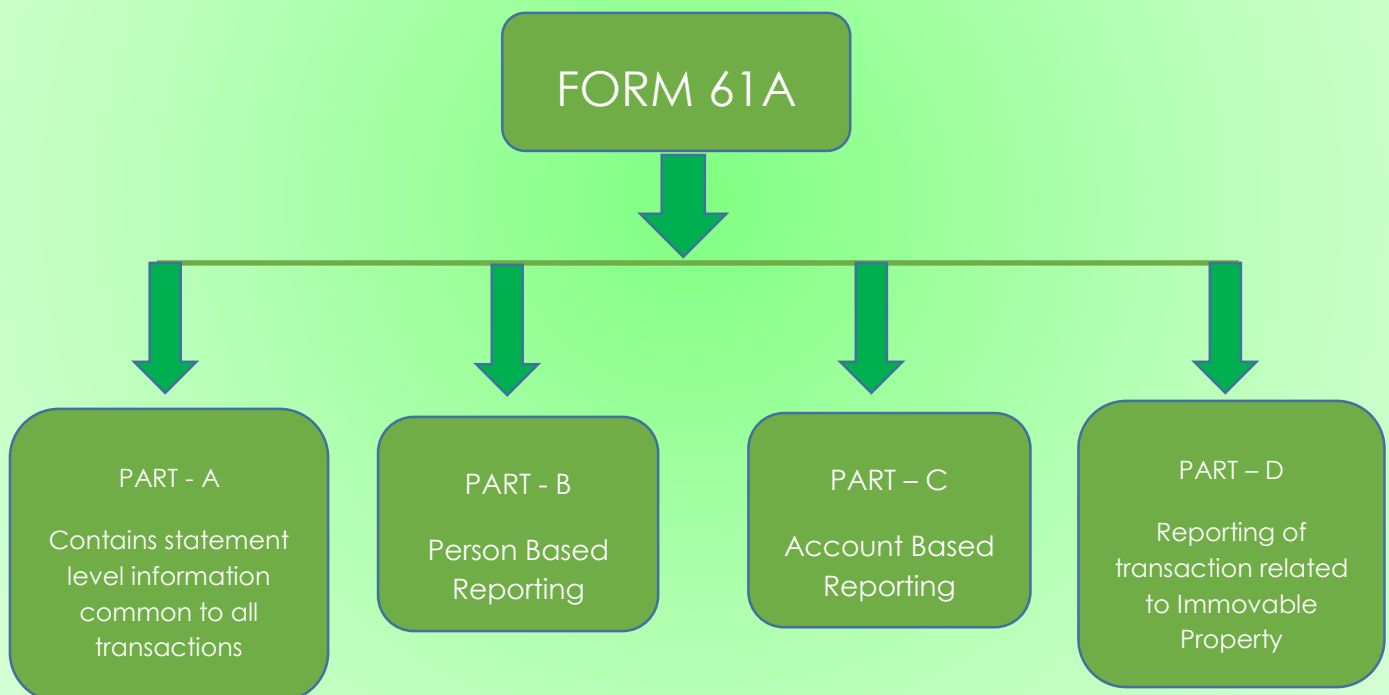 FORM 61A
PART - A
Contains statement
level information
common to all
transactions
PART - B
Person Based
Reporting
PART – C
Account Based
Reporting
PART – D
Reporting of
transaction related
to Immovable
Property